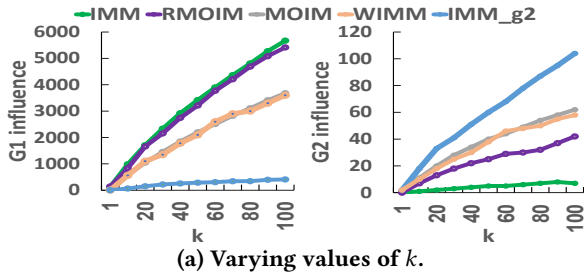 IMM RMOIM MOIM WIMM IMM_g2
6000
5000
4000
3000
2000
1000
0
G1 influence
1 20 40 60 80 100
k
120
100
80
60
40
20
0
G2 influence
1 20 40 60 80 100
k
(a) Varying values of k.